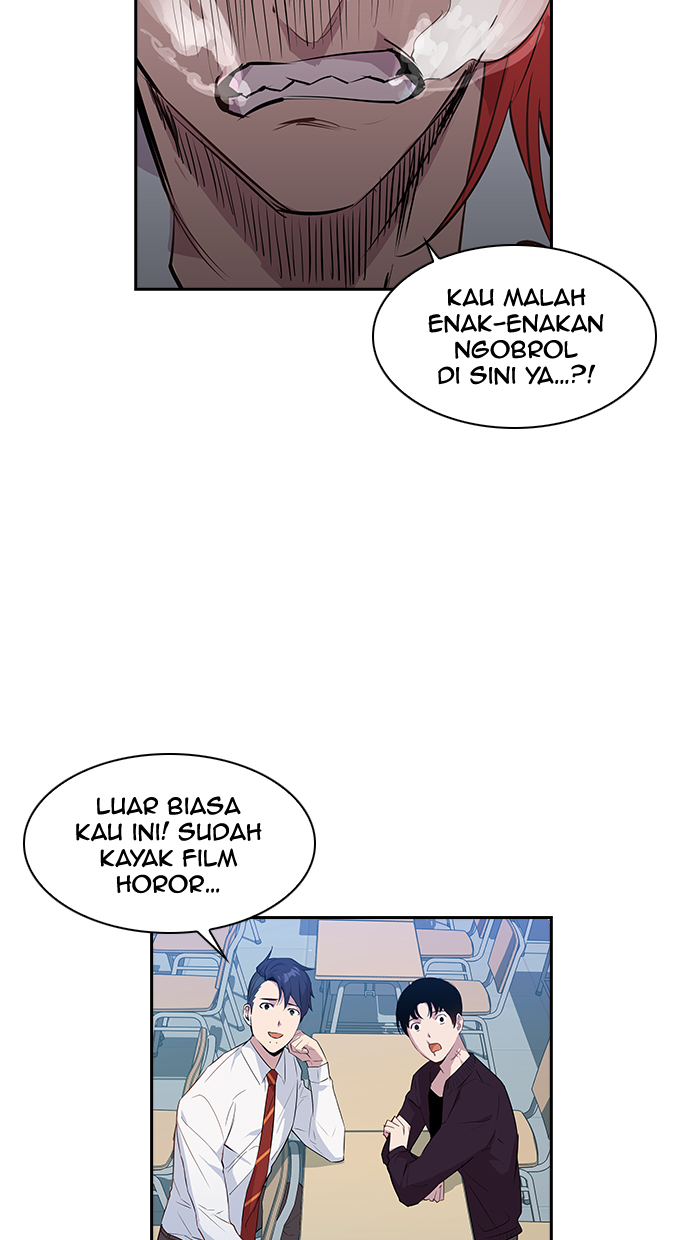 KAU MALAH
ENAK-ENAKAN
NGOBROL
DI SINI YA...?!
LUAR BIASA
KAU INI! SUDAH
KAYAK FILM
HOROR...